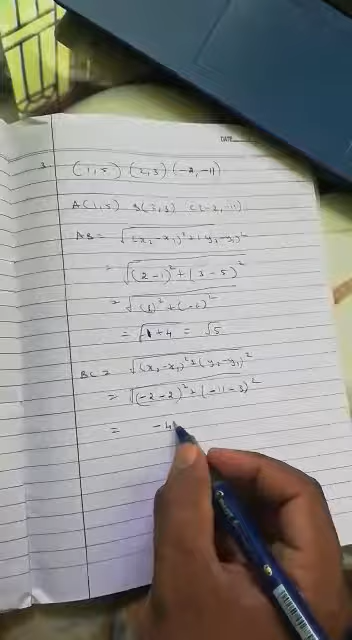 DATE
3. (1,5) (2,3) (-2,-11)
A(1,5) B(2,3) C(-2,-11)
AB = √(x₂-x₁)²+(y₂-y₁)²
= √(2-1)²+(3-5)²
= √(1)²+(-2)²
= √1+4 = √5
BC = √(x₂-x₁)²+(y₂-y₁)²
= √(-2-2)²+(-11-3)²
= -4